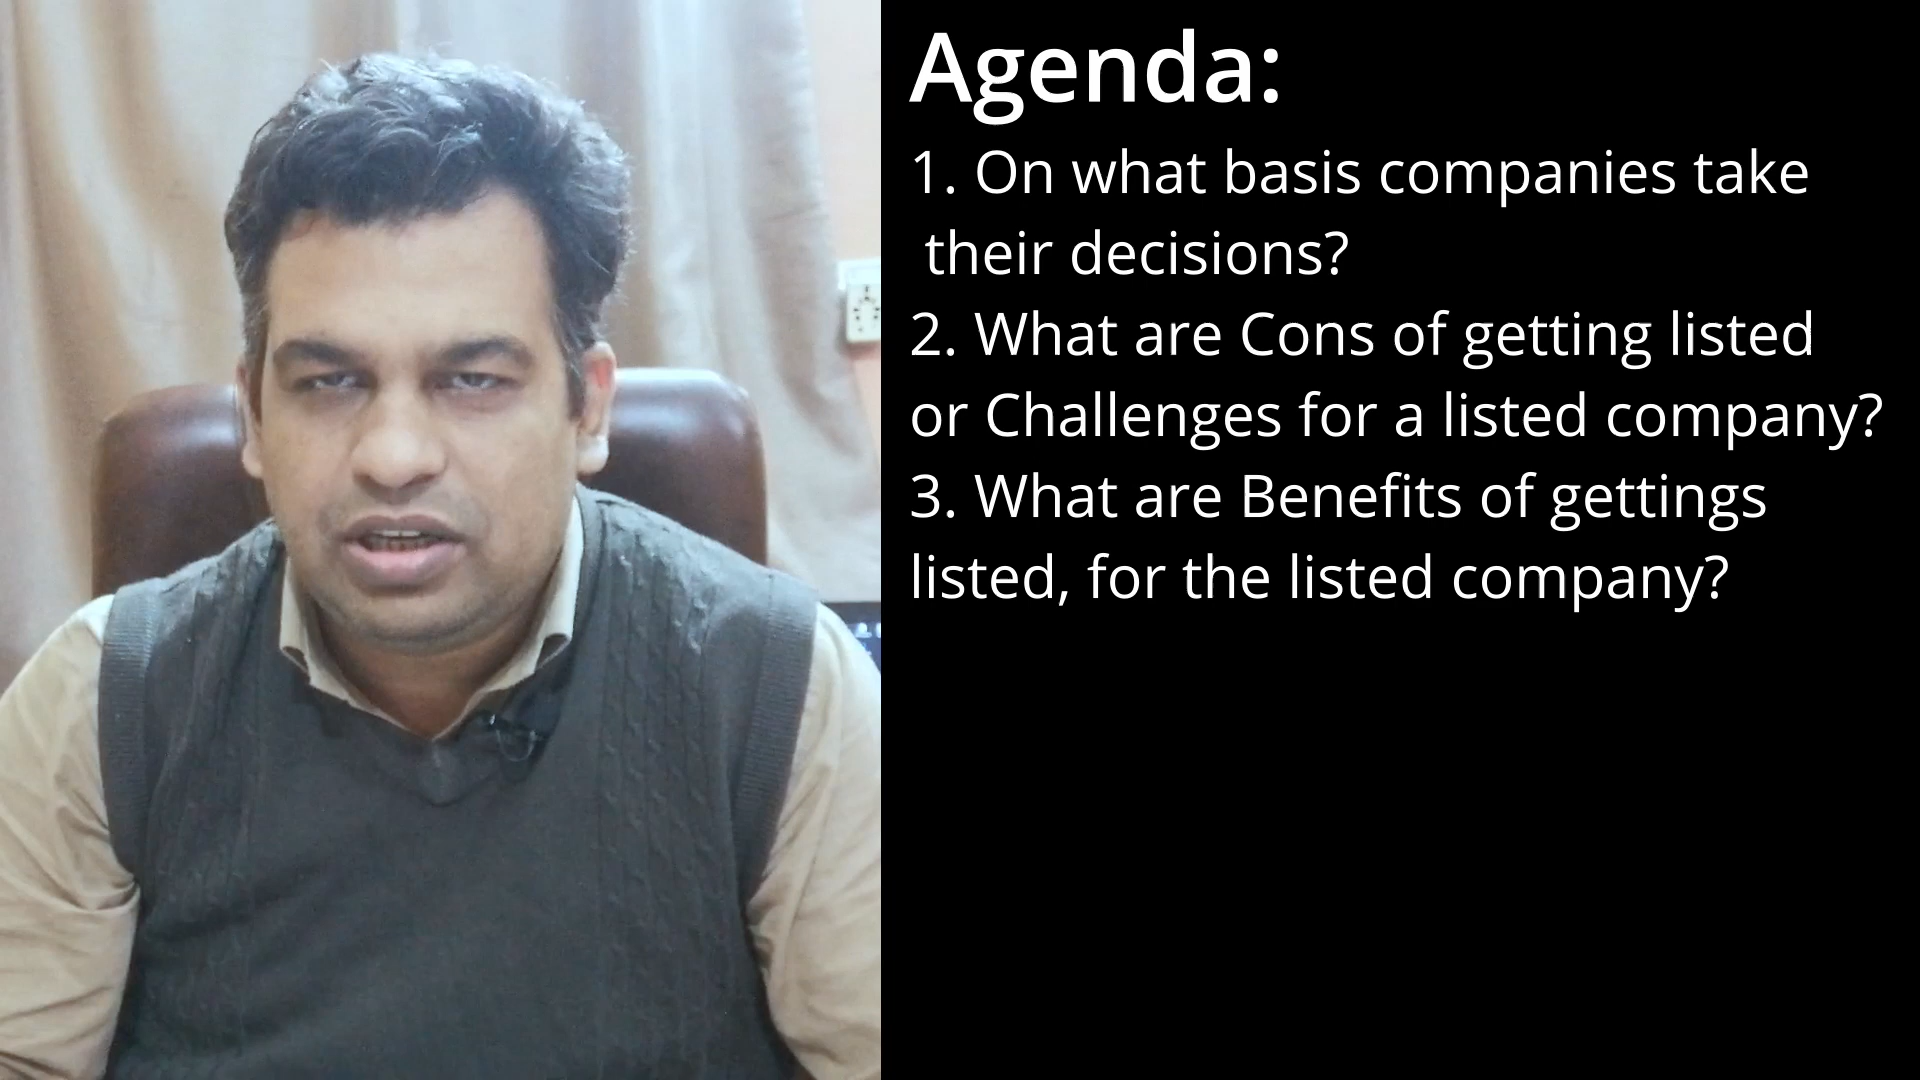 Agenda:
1. On what basis companies take
their decisions?
2. What are Cons of getting listed
or Challenges for a listed company?
3. What are Benefits of gettings
listed, for the listed company?